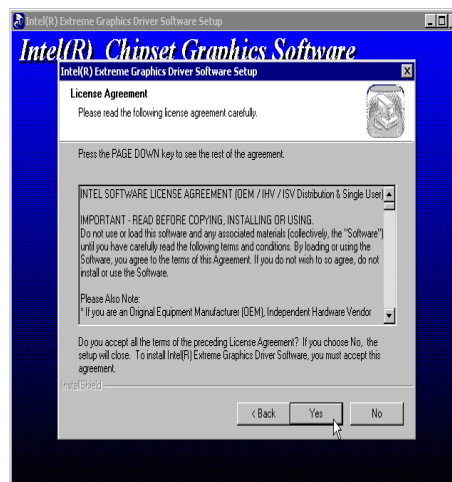 Intel(R) Extreme Graphics Driver Software Setup
Intel(R) Chipset Graphics Software
Intel(R) Extreme Graphics Driver Software Setup
License Agreement
Please read the following license agreement carefully.
Press the PAGE DOWN key to see the rest of the agreement.
INTEL SOFTWARE LICENSE AGREEMENT (OEM / IHV / ISV Distribution & Single User)
IMPORTANT - READ BEFORE COPYING, INSTALLING OR USING.
Do not use or load this software and any associated materials (collectively, the "Software")
until you have carefully read the following terms and conditions. By loading or using the
Software, you agree to the terms of this Agreement. If you do not wish to so agree, do not
install or use the Software.
Please Also Note:
* If you are an Original Equipment Manufacturer (OEM), Independent Hardware Vendor
Do you accept all the terms of the preceding License Agreement? If you choose No, the
setup will close. To install Intel(R) Extreme Graphics Driver Software, you must accept this
agreement.
InstallShield
< Back Yes No